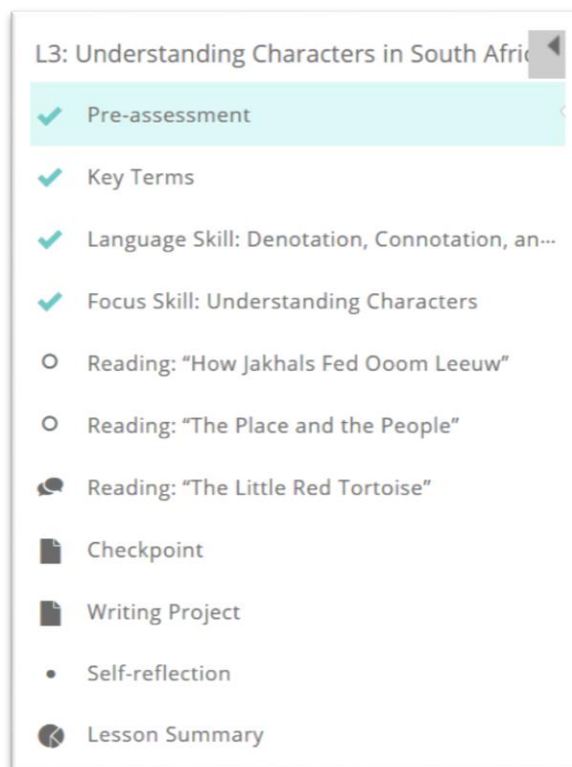 L3: Understanding Characters in South Afri
Pre-assessment
Key Terms
Language Skill: Denotation, Connotation, an...
Focus Skill: Understanding Characters
Reading: “How Jakhals Fed Ooom Leeuw”
Reading: “The Place and the People”
Reading: “The Little Red Tortoise”
Checkpoint
Writing Project
Self-reflection
Lesson Summary